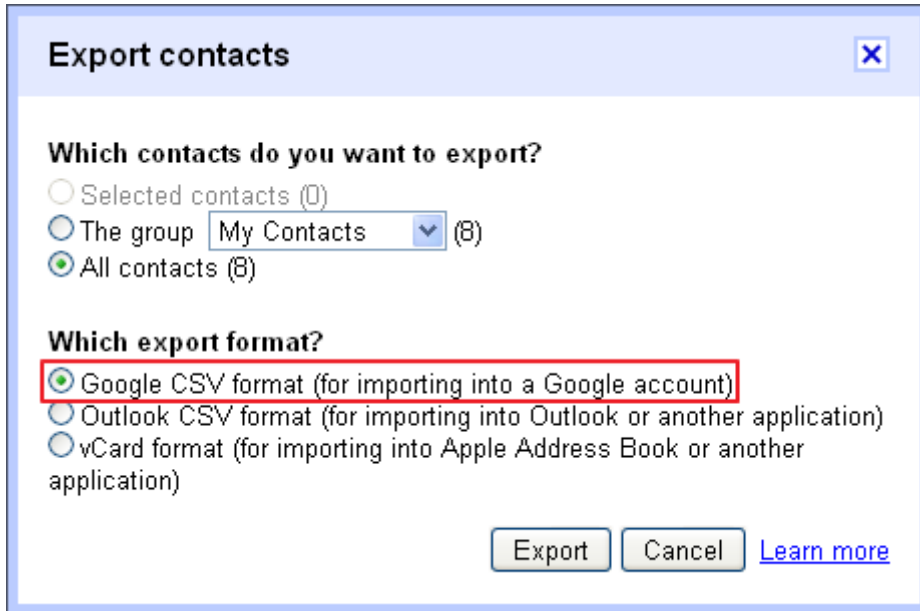 Export contacts
Which contacts do you want to export?
Selected contacts (0)
The group My Contacts (8)
All contacts (8)
Which export format?
Google CSV format (for importing into a Google account)
Outlook CSV format (for importing into Outlook or another application)
vCard format (for importing into Apple Address Book or another
application)
Export Cancel Learn more